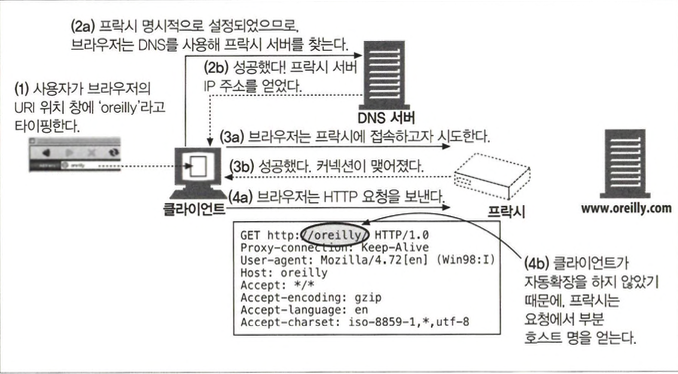 (2a) 프락시 명시적으로 설정되었으므로,
브라우저는 DNS를 사용해 프락시 서버를 찾는다.
(2b) 성공했다! 프락시 서버
IP 주소를 얻었다.
DNS 서버
(1) 사용자가 브라우저의
URI 위치 창에 'oreilly'라고
타이핑한다.
(3a) 브라우저는 프락시에 접속하고자 시도한다.
(3b) 성공했다. 커넥션이 맺어졌다.
(4a) 브라우저는 HTTP 요청을 보낸다.
클라이언트
프락시
www.oreilly.com
GET http://oreilly/ HTTP/1.0
Proxy-connection: Keep-Alive
User-agent: Mozilla/4.72[en] (Win98:I)
Host: oreilly
Accept: */*
Accept-encoding: gzip
Accept-language: en
Accept-charset: iso-8859-1,*,utf-8
(4b) 클라이언트가
자동확장을 하지 않았기
때문에, 프락시는
요청에서 부분
호스트 명을 얻는다.